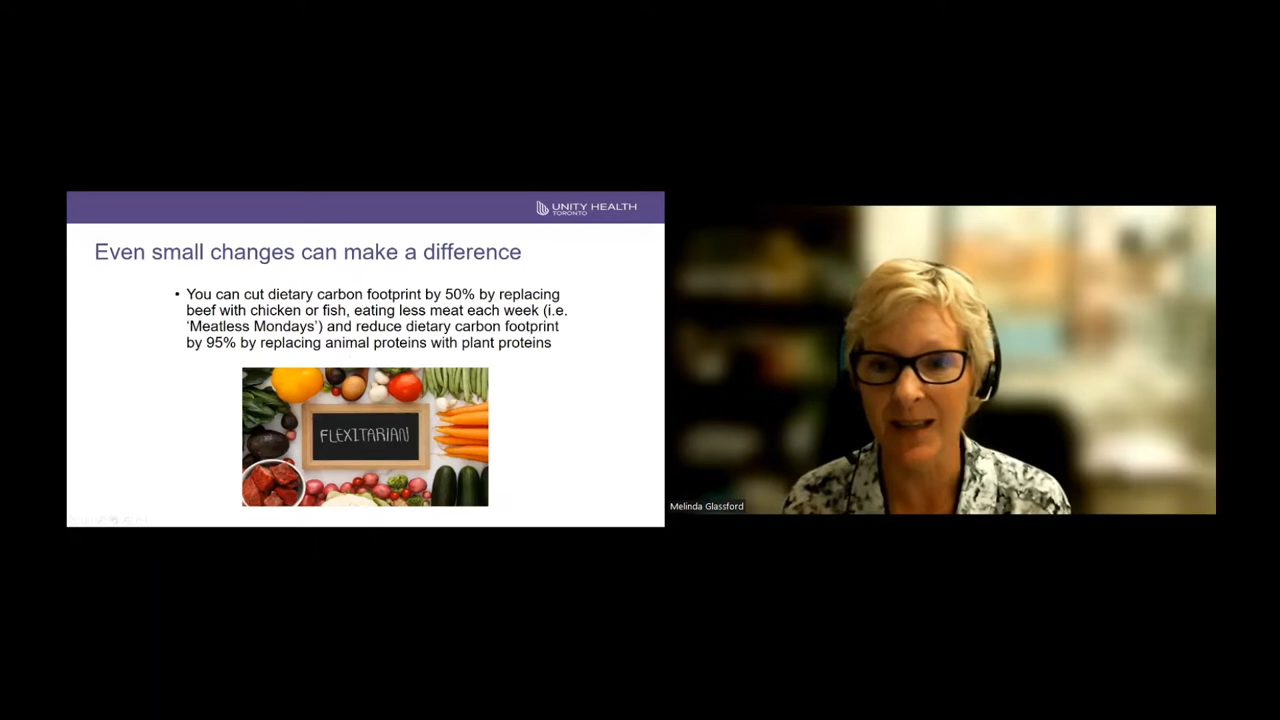 UNITY HEALTH
TORONTO
Even small changes can make a difference
• You can cut dietary carbon footprint by 50% by replacing
beef with chicken or fish, eating less meat each week (i.e.
‘Meatless Mondays’) and reduce dietary carbon footprint
by 95% by replacing animal proteins with plant proteins
FLEXITARIAN
Melinda Glassford